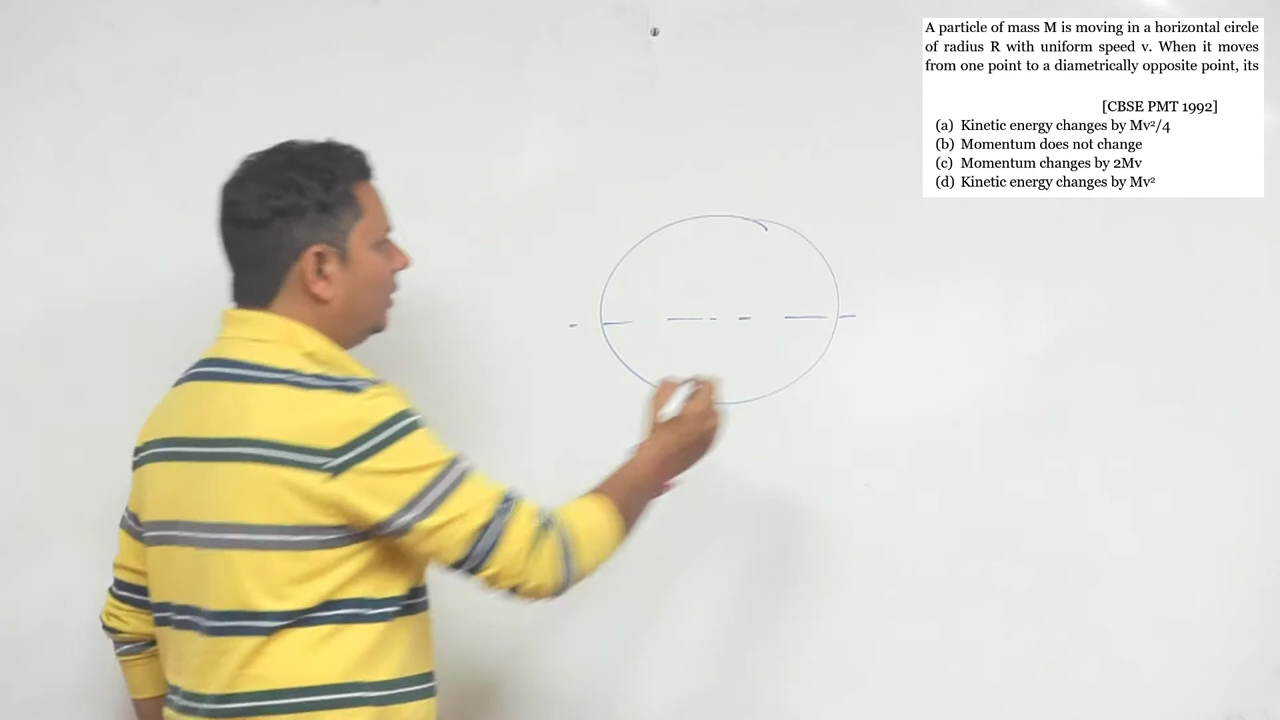 A particle of mass M is moving in a horizontal circle
of radius R with uniform speed v. When it moves
from one point to a diametrically opposite point, its
[CBSE PMT 1992]
(a) Kinetic energy changes by Mv²/4
(b) Momentum does not change
(c) Momentum changes by 2Mv
(d) Kinetic energy changes by Mv²